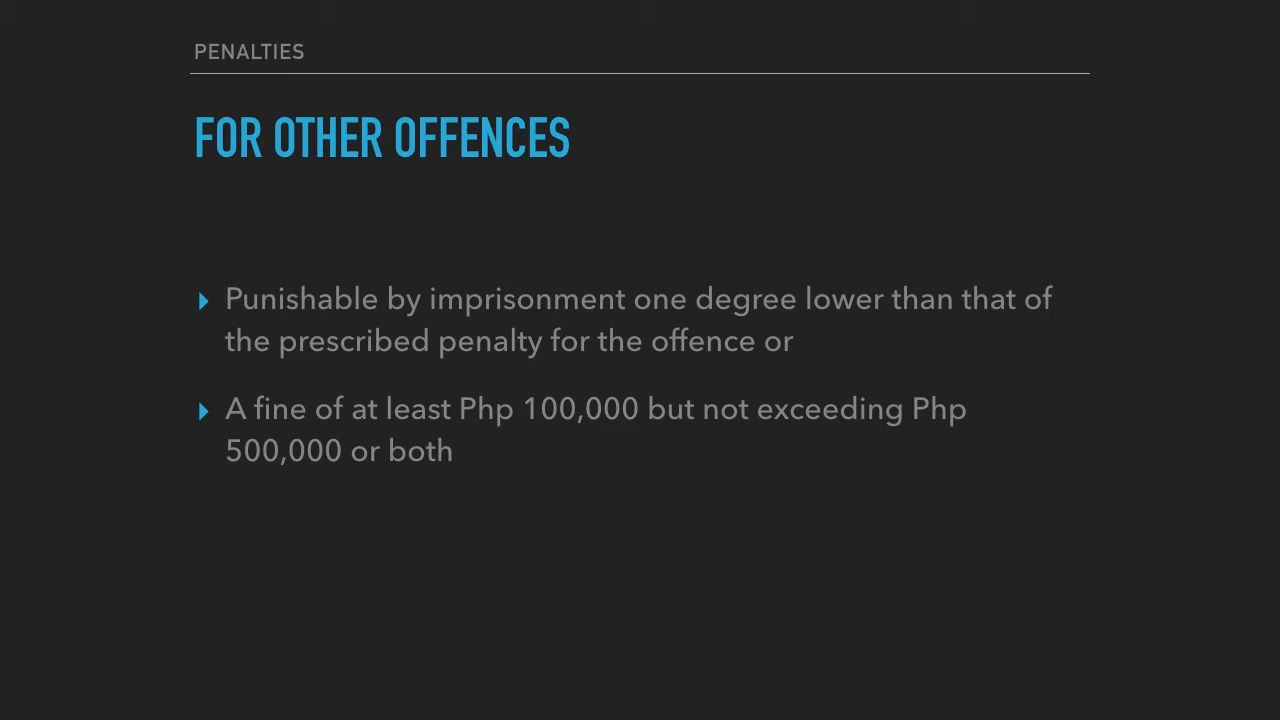 PENALTIES
FOR OTHER OFFENCES
Punishable by imprisonment one degree lower than that of
the prescribed penalty for the offence or
A fine of at least Php 100,000 but not exceeding Php
500,000 or both